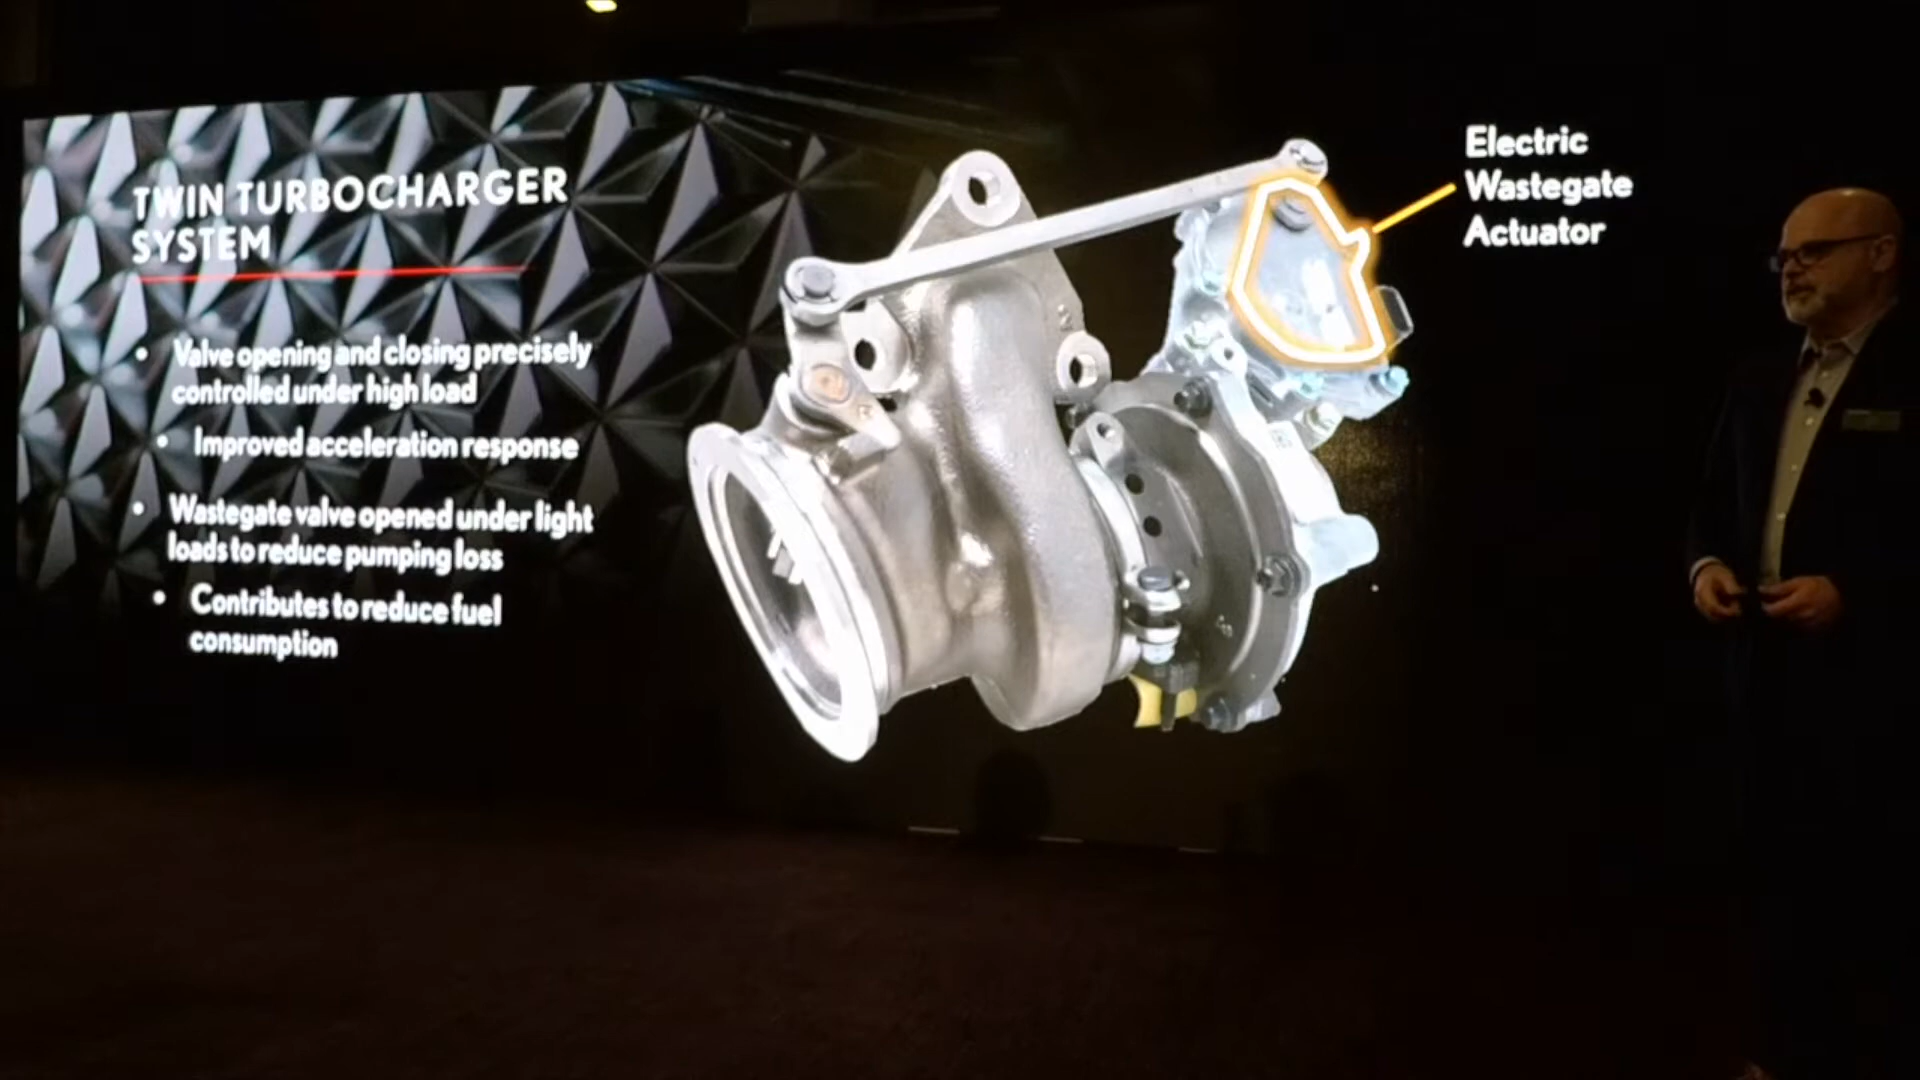 TWIN TURBOCHARGER
SYSTEM
• Valve opening and closing precisely
controlled under high load
• Improved acceleration response
• Wastegate valve opened under light
loads to reduce pumping loss
• Contributes to reduce fuel
consumption
Electric
Wastegate
Actuator